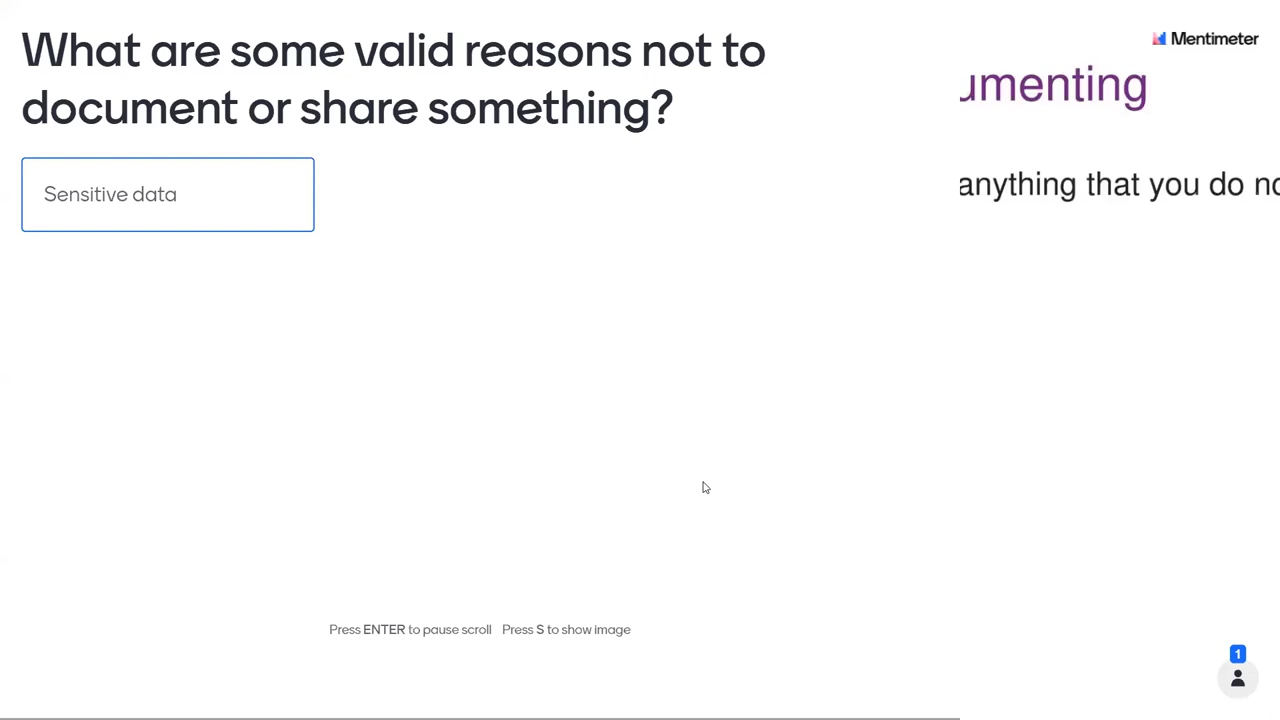 What are some valid reasons not to
document or share something?
Mentimeter
umenting
Sensitive data
anything that you do no
Press ENTER to pause scroll Press S to show image
1